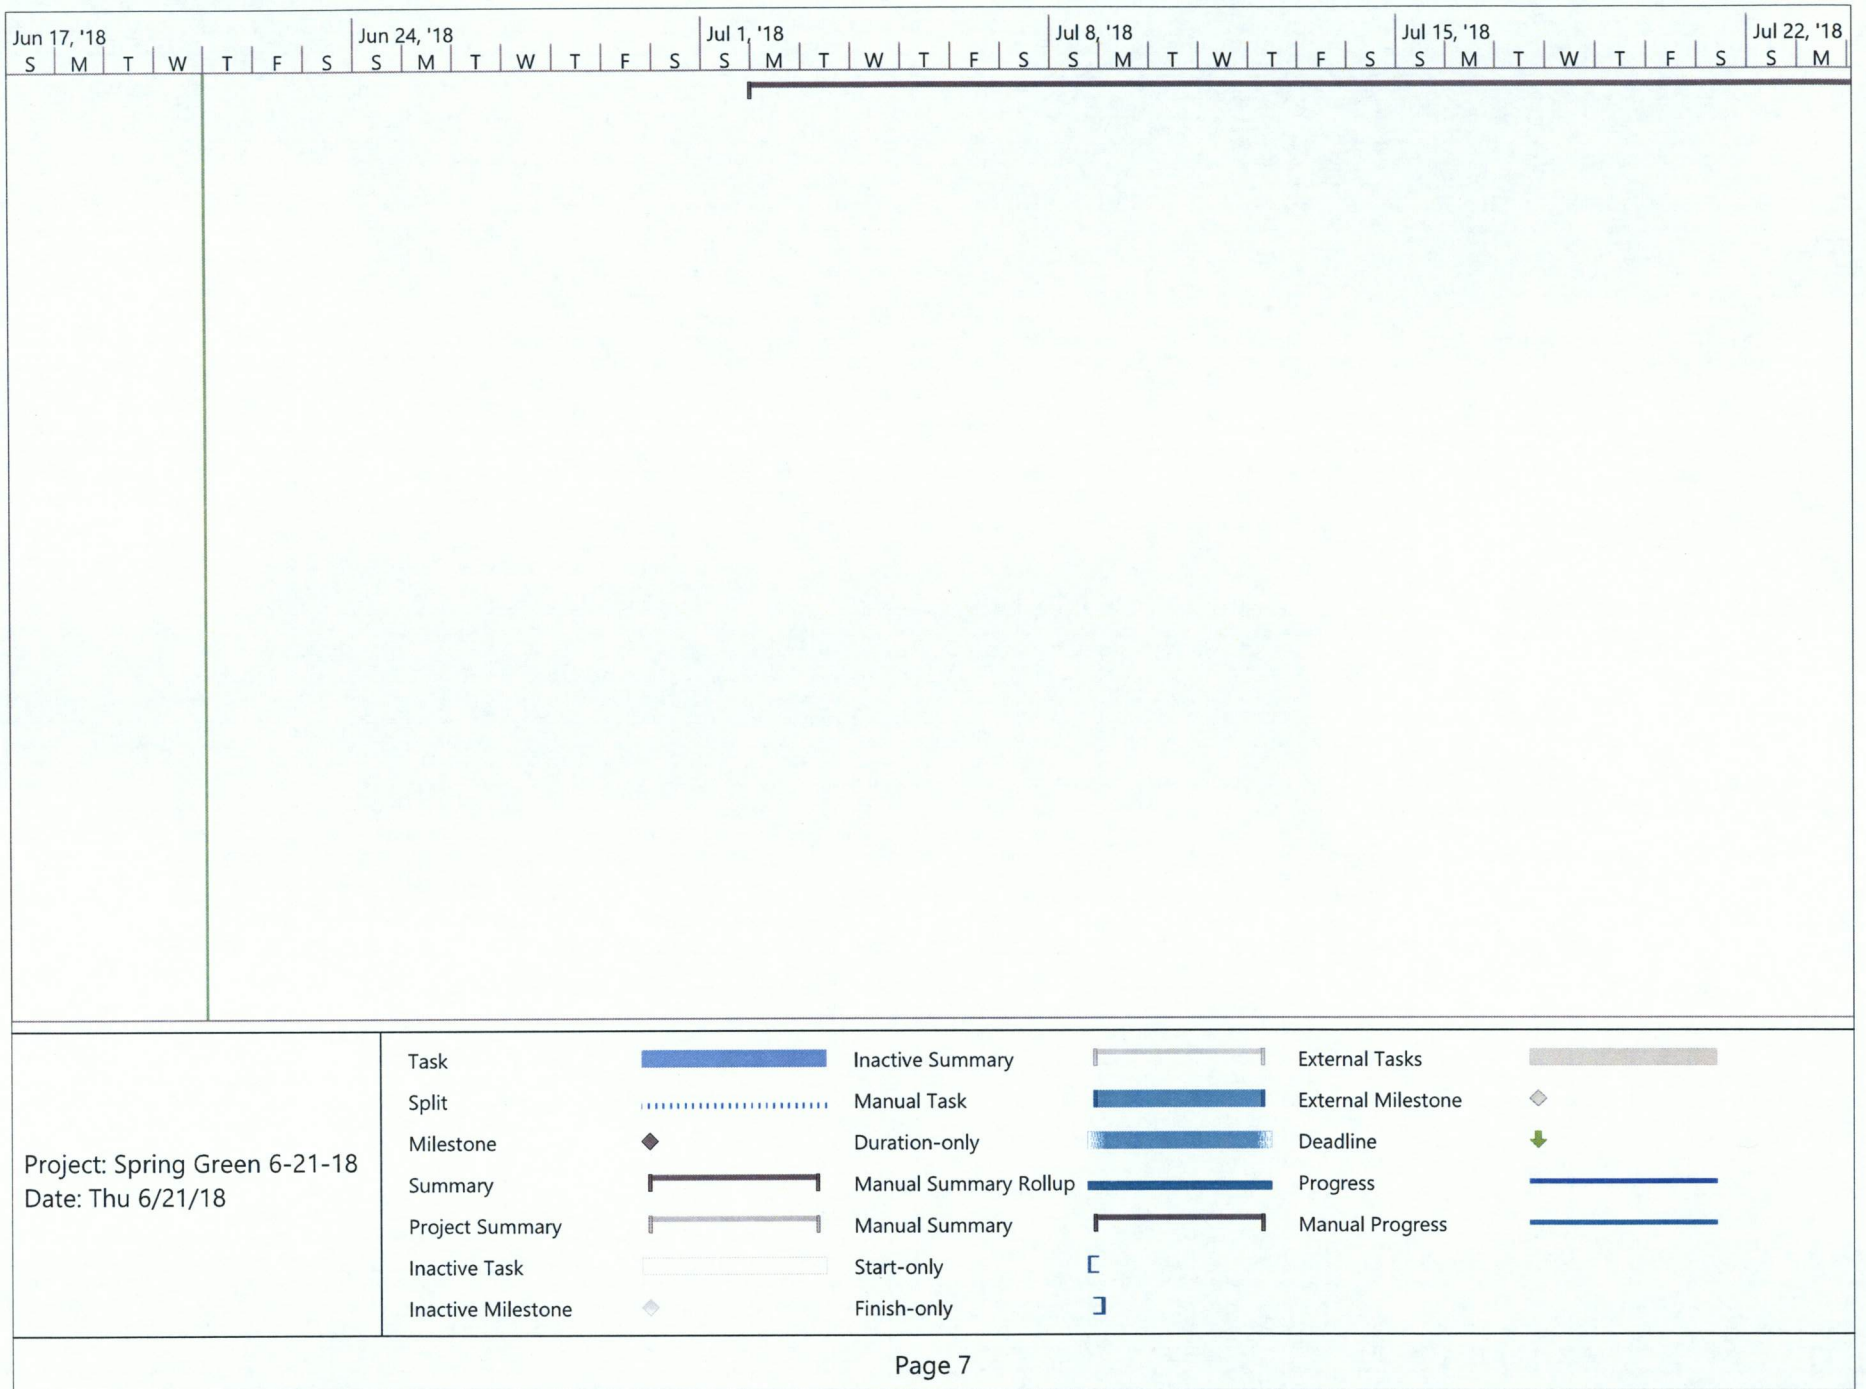 Jun 17, '18 Jun 24, '18 Jul 1, '18 Jul 8, '18 Jul 15, '18 Jul 22, '18
S M T W T F S S M T W T F S S M T W T F S S M T W T F S S M T W T F S S M
Project: Spring Green 6-21-18
Date: Thu 6/21/18
Task
Split
Milestone
Summary
Project Summary
Inactive Task
Inactive Milestone
Inactive Summary
Manual Task
Duration-only
Manual Summary Rollup
Manual Summary
Start-only
Finish-only
External Tasks
External Milestone
Deadline
Progress
Manual Progress
Page 7